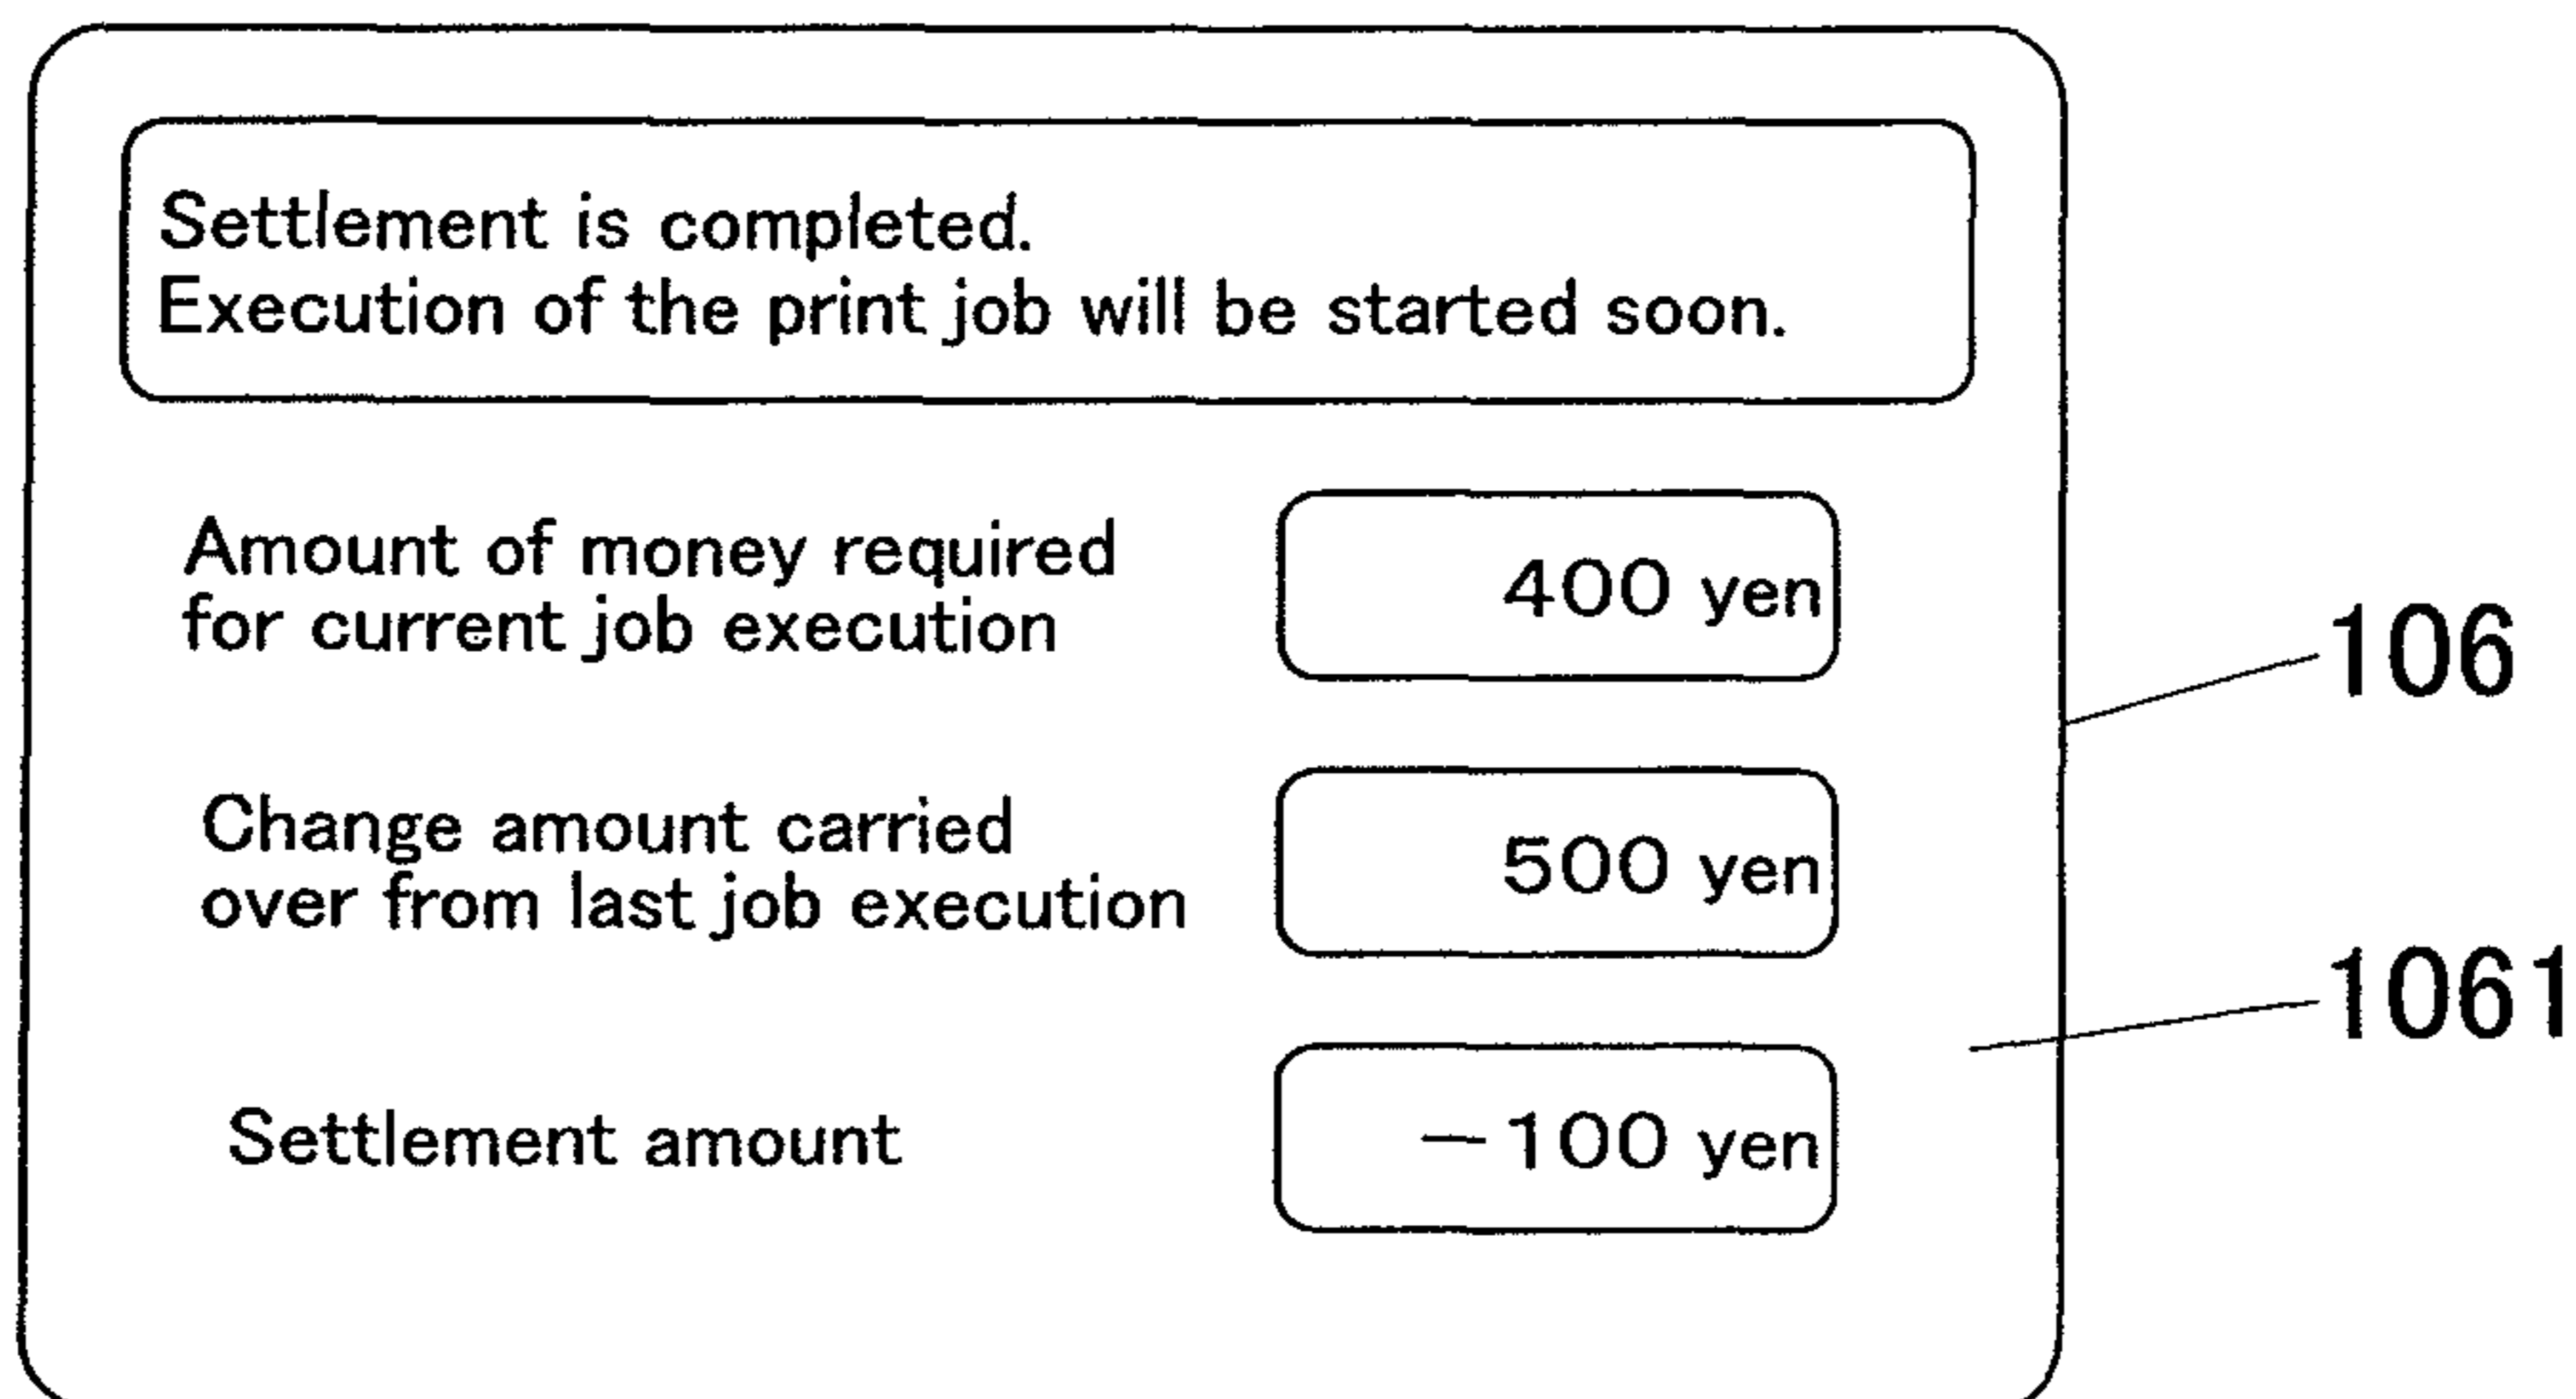 Settlement is completed.
Execution of the print job will be started soon.
Amount of money required
for current job execution
400 yen
106
Change amount carried
over from last job execution
500 yen
1061
Settlement amount
−100 yen